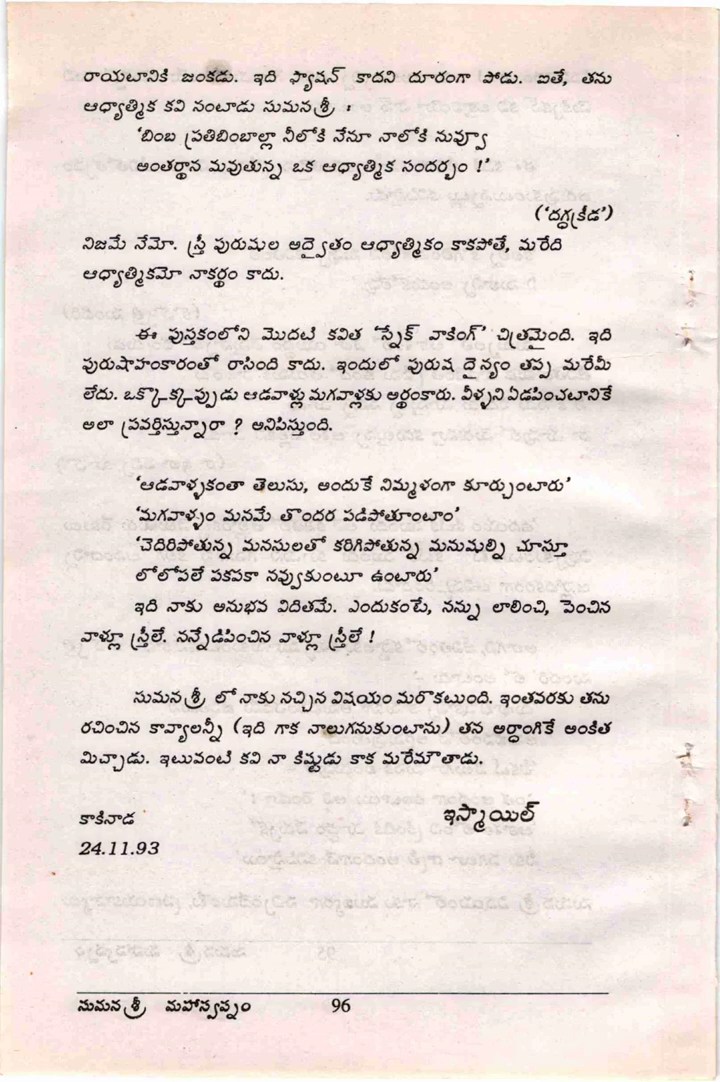 రాయటానికి జంకడు. ఇది ఫ్యాషన్ కాదని దూరంగా పోడు. ఐతే, తను
ఆధ్యాత్మిక కవి నంటాడు సుమనశ్రీ :
'బింబ ప్రతిబింబాల్లా నీలోకి నేనూ నాలోకి నువ్వూ
అంతర్థాన మవుతున్న ఒక ఆధ్యాత్మిక సందర్భం !'
('దగ్ధక్రీడ')
నిజమే నేమో. స్త్రీ పురుషుల అద్వైతం ఆధ్యాత్మికం కాకపోతే, మరేది
ఆధ్యాత్మికమో నాకర్థం కాదు.
ఈ పుస్తకంలోని మొదటి కవిత 'స్నేక్ వాకింగ్' చిత్రమైంది. ఇది
పురుషాహంకారంతో రాసింది కాదు. ఇందులో పురుష దైన్యం తప్ప మరేమీ
లేదు. ఒక్కొక్కప్పుడు ఆడవాళ్లు మగవాళ్లకు అర్థంకారు. వీళ్ళని ఏడపించటానికే
అలా ప్రవర్తిస్తున్నారా ? అనిపిస్తుంది.
'ఆడవాళ్ళకంతా తెలుసు, అందుకే నిమ్మళంగా కూర్చుంటారు'
'మగవాళ్ళం మనమే తొందర పడిపోతూంటాం'
'చెదిరిపోతున్న మనసులతో కరిగిపోతున్న మనుషుల్ని చూస్తూ
లోలోపలే పకపకా నవ్వుకుంటూ ఉంటారు'
ఇది నాకు అనుభవ విదితమే. ఎందుకంటే, నన్ను లాలించి, పెంచిన
వాళ్లూ స్త్రీలే. నన్నేడిపించిన వాళ్లూ స్త్రీలే !
సుమన శ్రీ లో నాకు నచ్చిన విషయం మరొకటుంది. ఇంతవరకు తను
రచించిన కావ్యాలన్నీ (ఇది గాక నాలుగనుకుంటాను) తన అర్ధాంగికే అంకిత
మిచ్చాడు. ఇటువంటి కవి నా కిష్టుడు కాక మరేమౌతాడు.
కాకినాడ ఇస్మాయిల్
24.11.93
సుమన శ్రీ మహాస్వప్నం 96